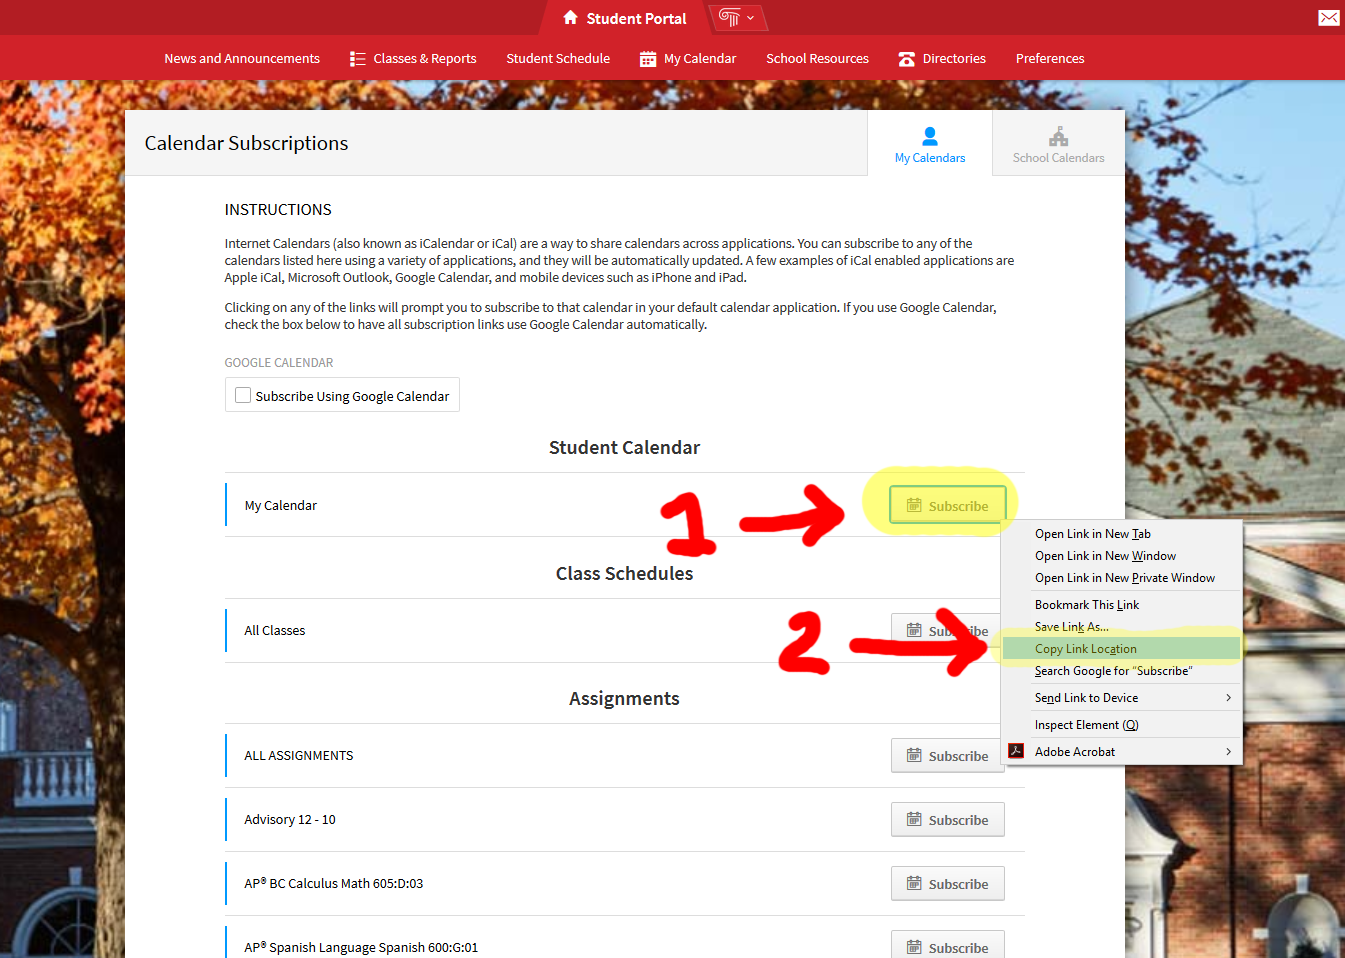 Student Portal
News and Announcements
Classes & Reports
Student Schedule
My Calendar
School Resources
Directories
Preferences
Calendar Subscriptions
My Calendars
School Calendars
INSTRUCTIONS
Internet Calendars (also known as iCalendar or iCal) are a way to share calendars across applications. You can subscribe to any of the
calendars listed here using a variety of applications, and they will be automatically updated. A few examples of iCal enabled applications are
Apple iCal, Microsoft Outlook, Google Calendar, and mobile devices such as iPhone and iPad.
Clicking on any of the links will prompt you to subscribe to that calendar in your default calendar application. If you use Google Calendar,
check the box below to have all subscription links use Google Calendar automatically.
GOOGLE CALENDAR
Subscribe Using Google Calendar
Student Calendar
My Calendar
1
Subscribe
Open Link in New Tab
Open Link in New Window
Open Link in New Private Window
Bookmark This Link
Save Link As...
Copy Link Location
Search Google for "Subscribe"
Send Link to Device
Inspect Element (Q)
Adobe Acrobat
Class Schedules
All Classes
2
Subscribe
Assignments
ALL ASSIGNMENTS
Subscribe
Advisory 12 - 10
Subscribe
AP® BC Calculus Math 605:D:03
Subscribe
AP® Spanish Language Spanish 600:G:01
Subscribe